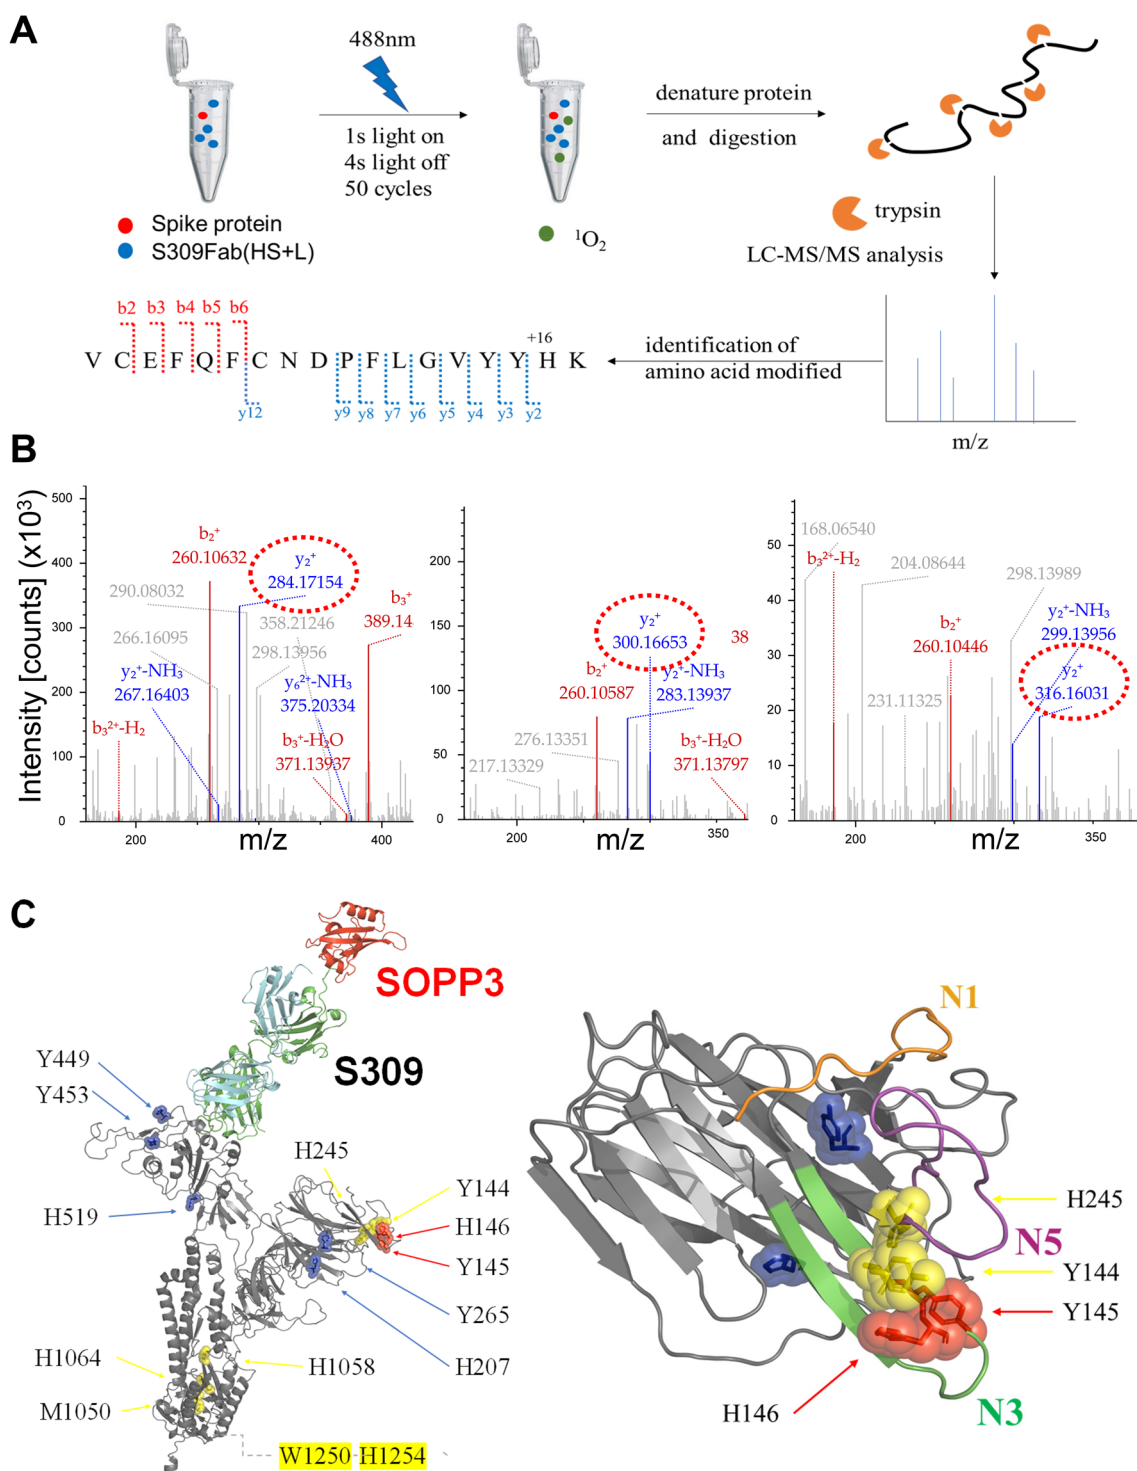 A
488nm
1s light on
4s light off
50 cycles
denature protein
and digestion
Spike protein
S309Fab(HS+L)
¹O₂
trypsin
LC-MS/MS analysis
b2 b3 b4 b5 b6
+16
V C E F Q F C N D P F L G V Y Y H K
y12 y9 y8 y7 y6 y5 y4 y3 y2
identification of
amino acid modified
m/z
B
Intensity [counts] (x10³)
500
400
300
200
100
0
b₂⁺
260.10632
y₂⁺
284.17154
290.08032
358.21246
b₃⁺
389.14
266.16095
298.13956
y₂⁺-NH₃
267.16403
y₆²⁺-NH₃
375.20334
b₃²⁺-H₂
b₃⁺-H₂O
371.13937
200
400
m/z
200
100
0
y₂⁺
300.16653
38
b₂⁺
260.10587
y₂⁺-NH₃
283.13937
276.13351
217.13329
b₃⁺-H₂O
371.13797
200
350
m/z
50
40
30
20
10
0
168.06540
b₃²⁺-H₂
204.08644
298.13989
y₂⁺-NH₃
299.13956
b₂⁺
260.10446
y₂⁺
316.16031
231.11325
200
350
m/z
C
SOPP3
S309
Y449
Y453
H519
H245
Y144
H146
Y145
Y265
H207
H1058
H1064
M1050
W1250 H1254
N1
H245
N5
Y144
Y145
H146
N3